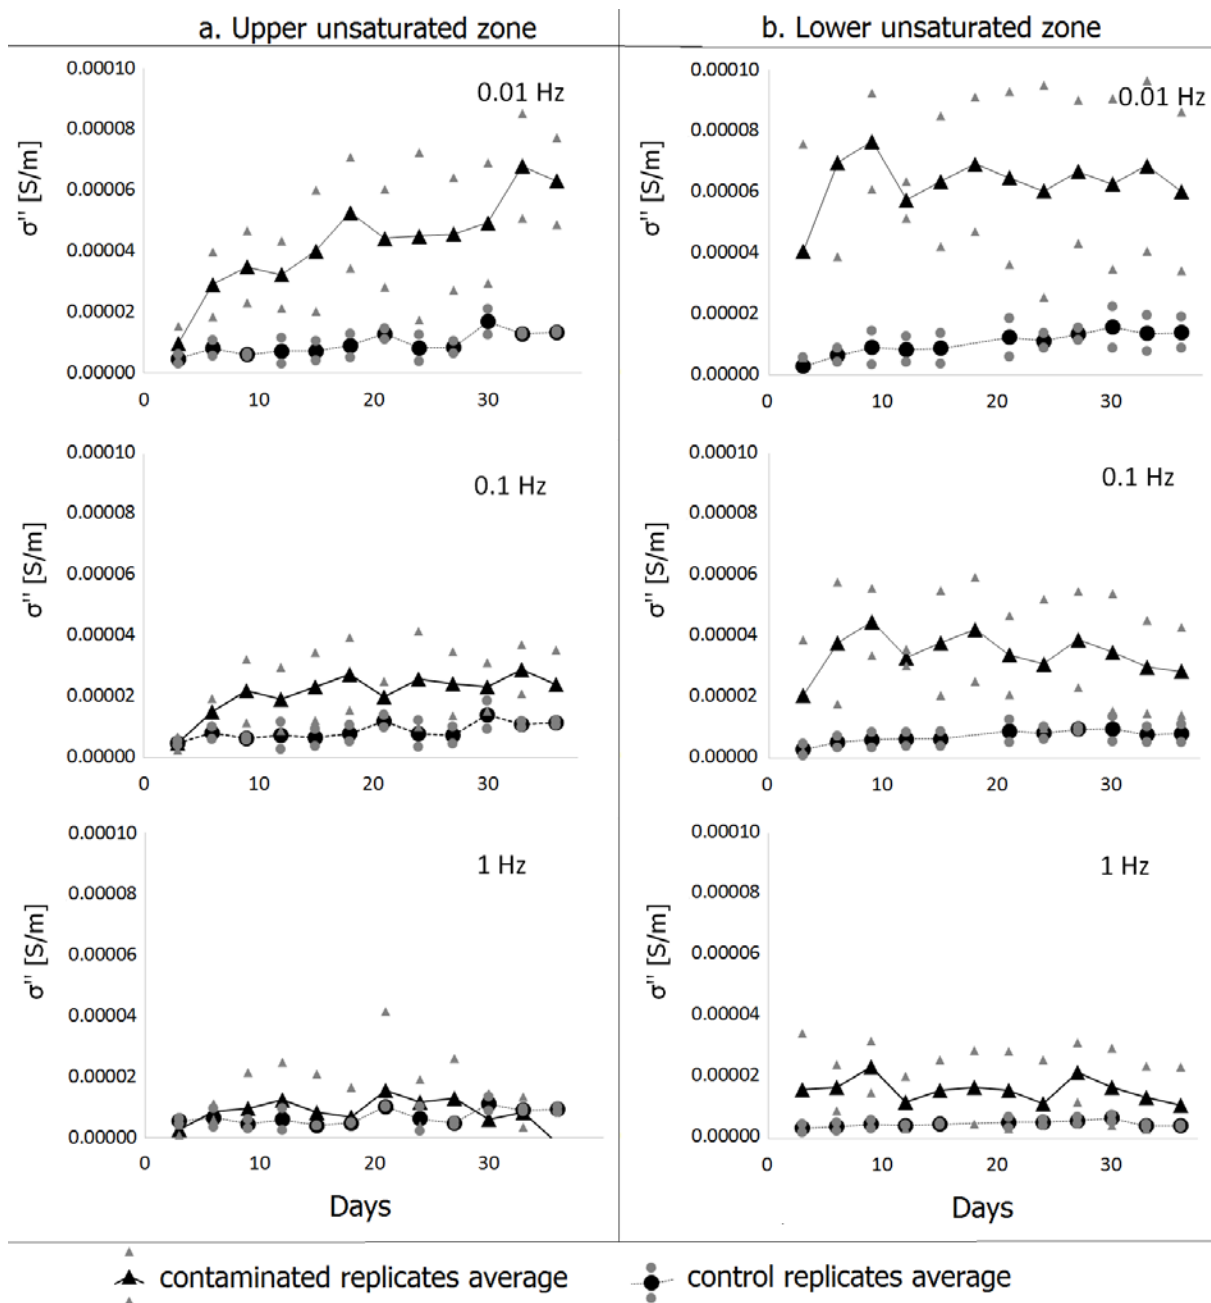 a. Upper unsaturated zone
b. Lower unsaturated zone
0.00010
0.00008
0.00006
0.00004
0.00002
0.00000
σ'' [S/m]
0.01 Hz
0 10 20 30
0.00010
0.00008
0.00006
0.00004
0.00002
0.00000
σ'' [S/m]
0.01 Hz
0 10 20 30
0.00010
0.00008
0.00006
0.00004
0.00002
0.00000
σ'' [S/m]
0.1 Hz
0 10 20 30
0.00010
0.00008
0.00006
0.00004
0.00002
0.00000
σ'' [S/m]
0.1 Hz
0 10 20 30
0.00010
0.00008
0.00006
0.00004
0.00002
0.00000
σ'' [S/m]
1 Hz
0 10 20 30
Days
0.00010
0.00008
0.00006
0.00004
0.00002
0.00000
σ'' [S/m]
1 Hz
0 10 20 30
Days
contaminated replicates average
control replicates average